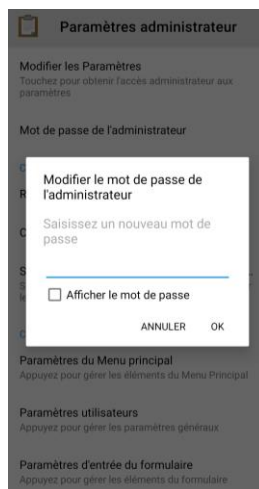 Paramètres administrateur
Modifier les Paramètres
Touchez pour obtenir l'accès administrateur aux
paramètres
Mot de passe de l'administrateur
Modifier le mot de passe de
l'administrateur
Saisissez un nouveau mot de
passe
Afficher le mot de passe
ANNULER OK
Paramètres du Menu principal
Appuyez pour gérer les éléments du Menu Principal
Paramètres utilisateurs
Appuyez pour gérer les paramètres généraux
Paramètres d'entrée du formulaire
Appuyez pour gérer les éléments du formulaire